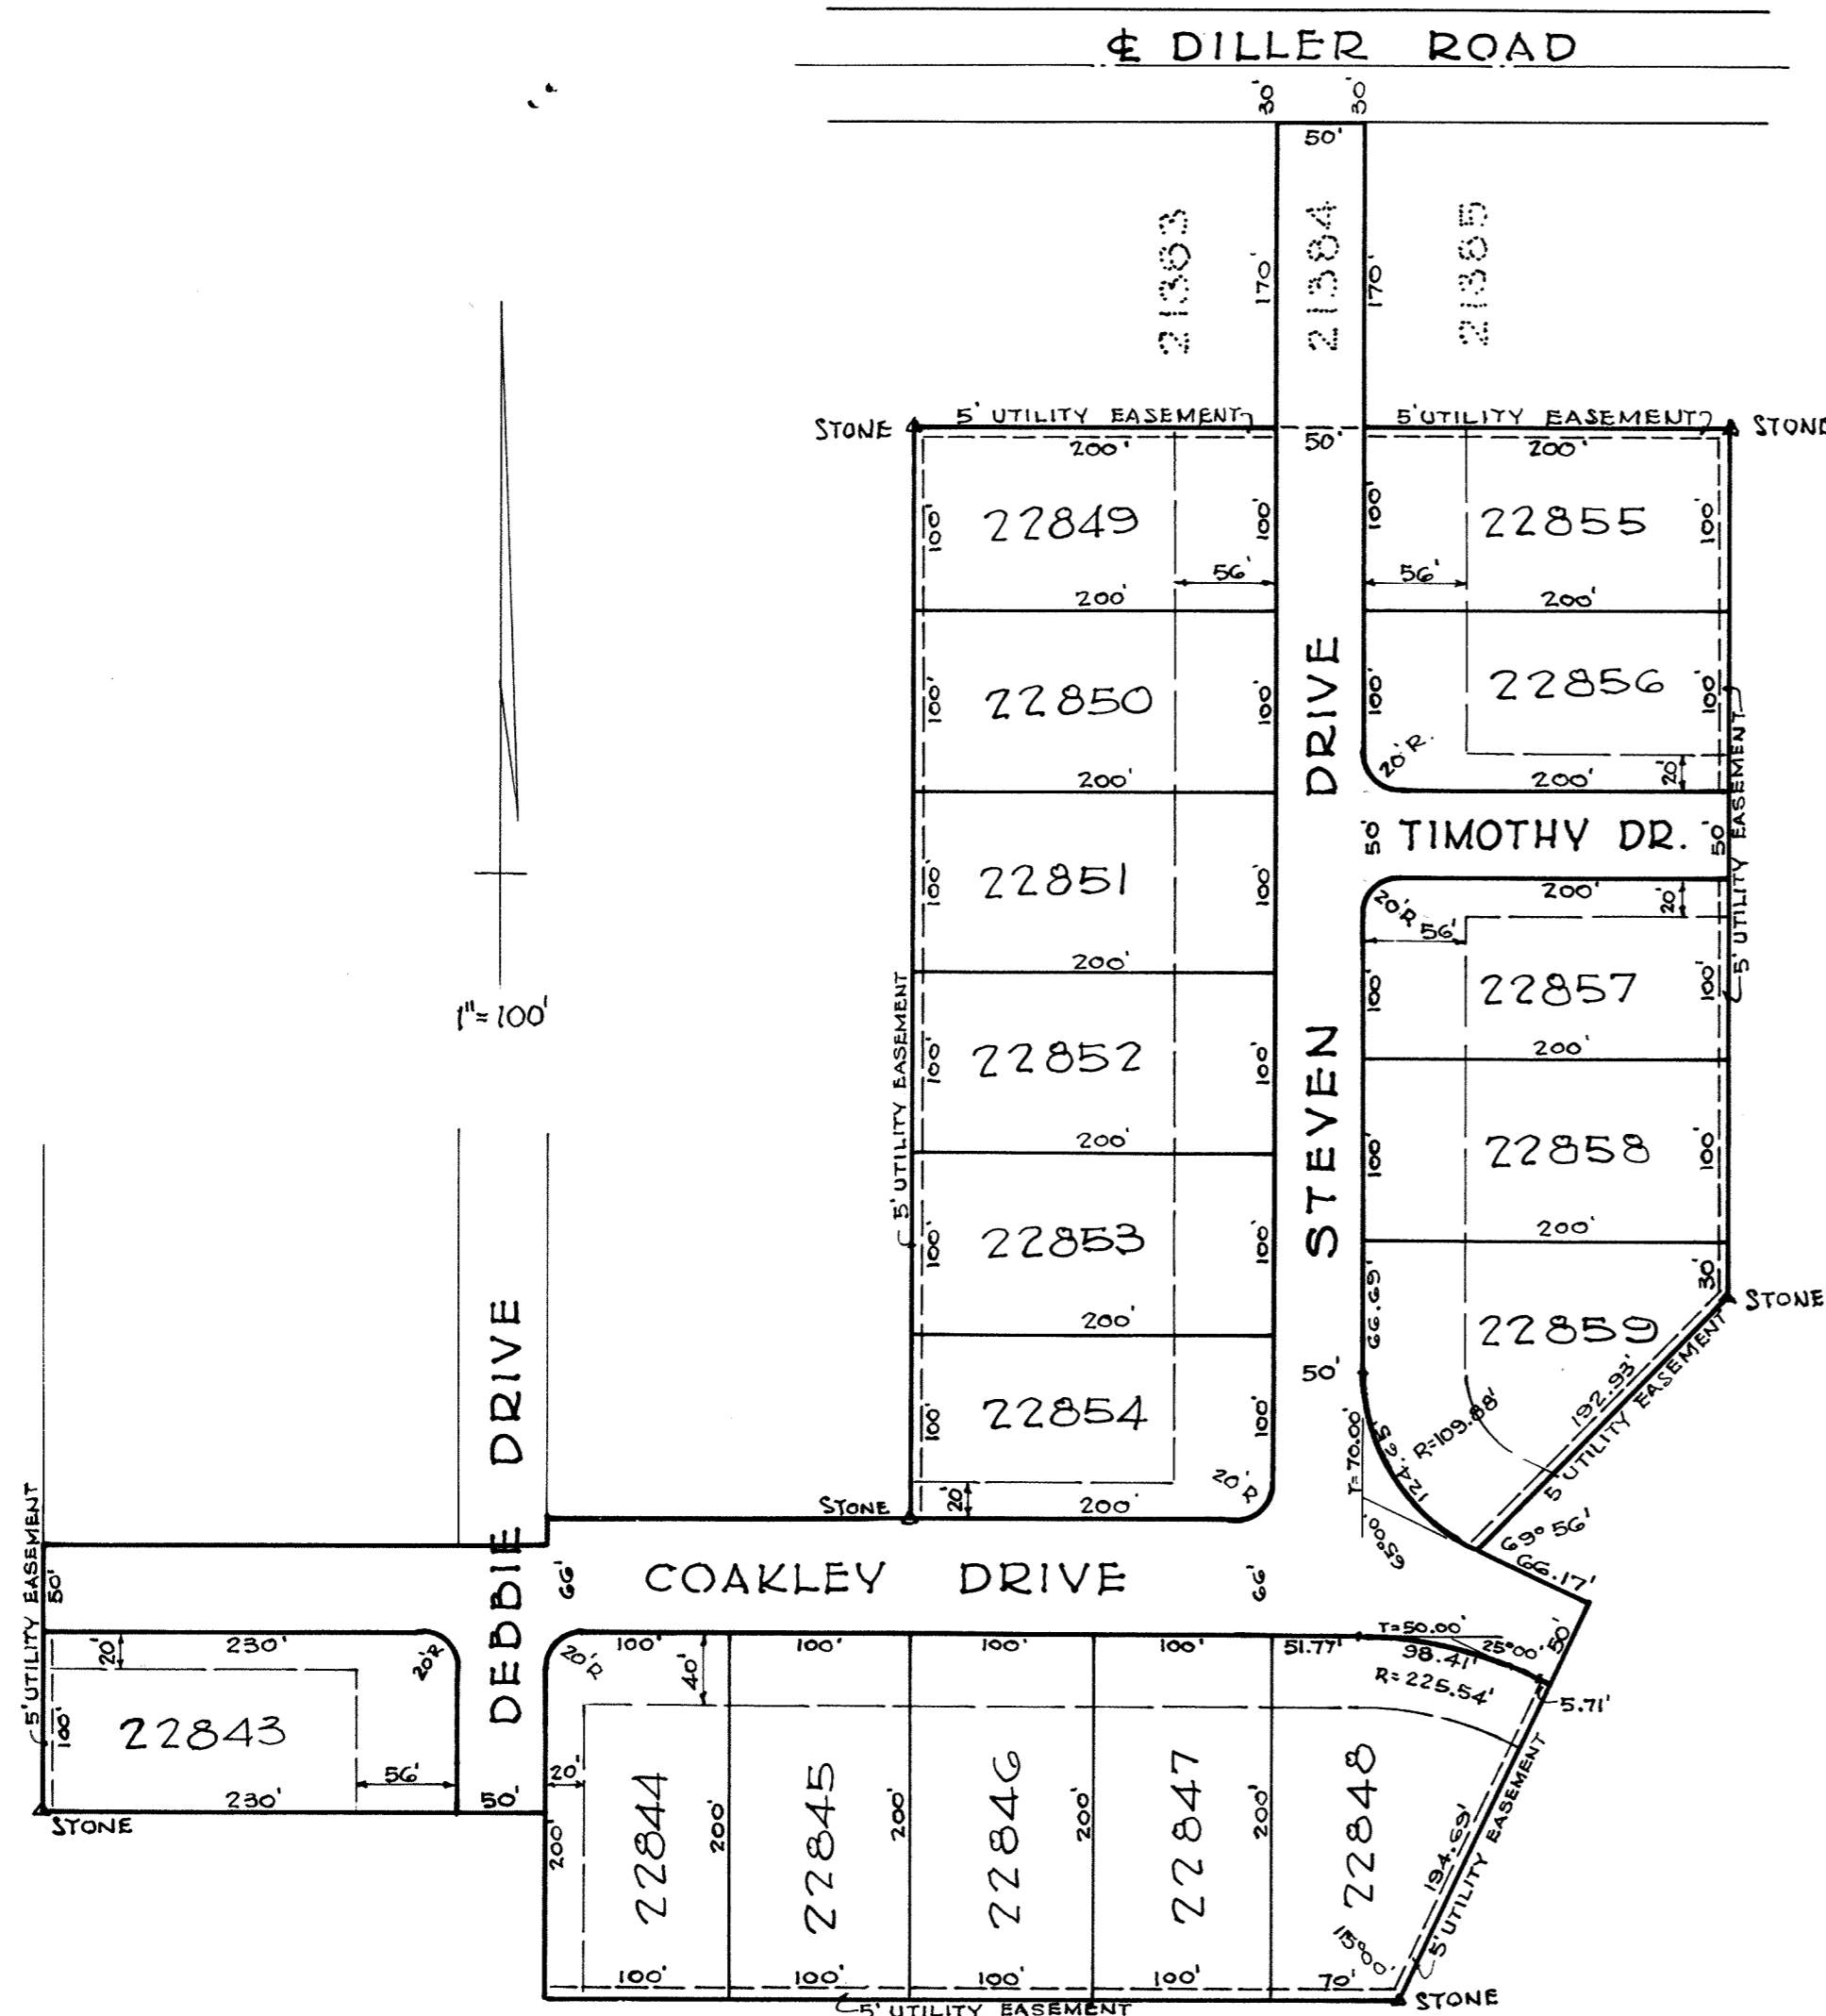 ℄ DILLER ROAD
30' 30'
50'
21383 170' 21384 170' 21385
STONE 5' UTILITY EASEMENT 50' 5' UTILITY EASEMENT STONE
200' 200'
100' 22849 100' 100' 22855 100'
56' 56'
200' 200'
100' 22850 100' 100' 22856 100'
20' R. 20'
200' 200'
5' UTILITY EASEMENT
DRIVE
50' TIMOTHY DR. 50'
200' 20'
100' 22851 100'
20' R 56'
5' UTILITY EASEMENT
200'
100' 22857 100'
1"=100'
100' 22852 100'
200'
STEVEN
200'
100' 22858 100'
100' 22853 100'
200'
66.69' 30'
STONE
200'
22859
50'
192.93'
5' UTILITY EASEMENT
100' 22854 100'
R=109.88'
124.65'
T=70.00'
65°00'
69°56'
66.17'
20' R
STONE 20' 200'
DEBBIE DRIVE
5' UTILITY EASEMENT
50' 66' COAKLEY DRIVE 66'
20' 230' 20'R
20'R 100' 100' 100' 100' 51.77' T=50.00' 25°00' 50'
98.41'
R=225.54'
5.71'
40'
100' 22843
56'
230' 50'
STONE
20'
200' 22844 200' 22845 200' 22846 200' 22847 200' 22848
194.69'
5' UTILITY EASEMENT
115°00'
100' 100' 100' 100' 70'
5' UTILITY EASEMENT
STONE